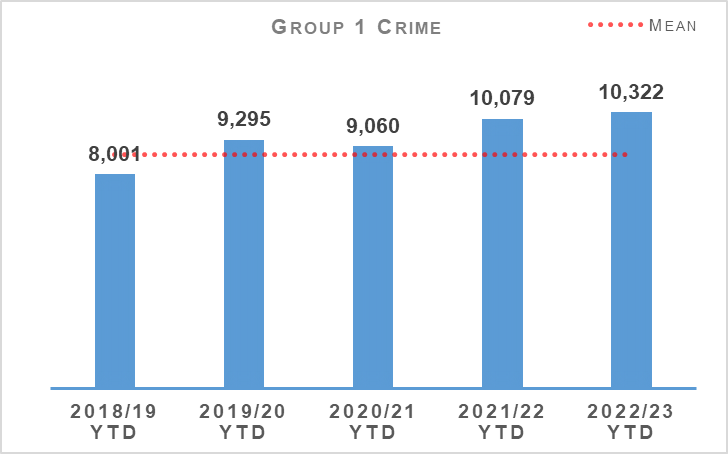 GROUP 1 CRIME
MEAN
8,001
9,295
9,060
10,079
10,322
2018/19 YTD
2019/20 YTD
2020/21 YTD
2021/22 YTD
2022/23 YTD